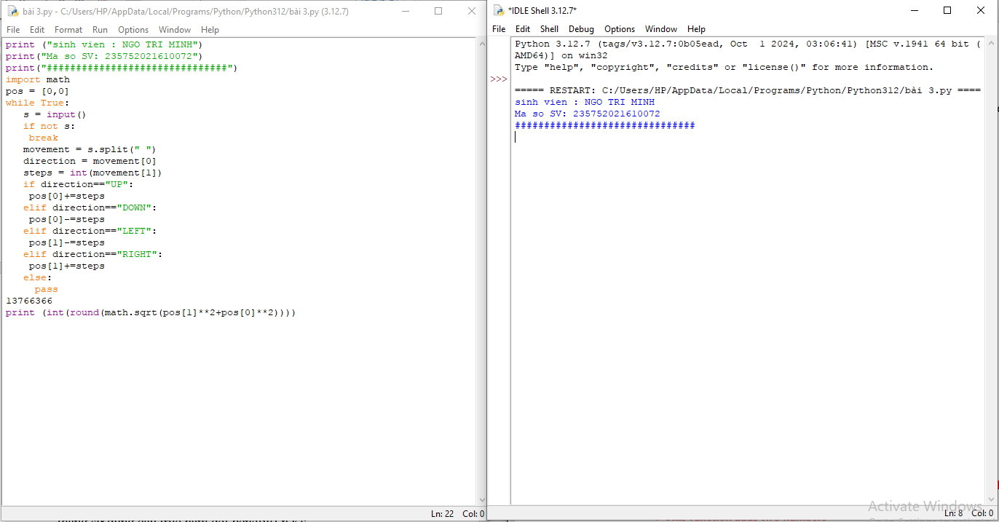 bài 3.py - C:/Users/HP/AppData/Local/Programs/Python/Python312/bài 3.py (3.12.7)
File Edit Format Run Options Window Help
print ("sinh vien : NGO TRI MINH")
print("Ma so SV: 235752021610072")
print("###############################")
import math
pos = [0,0]
while True:
   s = input()
   if not s:
    break
   movement = s.split(" ")
   direction = movement[0]
   steps = int(movement[1])
   if direction=="UP":
    pos[0]+=steps
   elif direction=="DOWN":
    pos[0]-=steps
   elif direction=="LEFT":
    pos[1]-=steps
   elif direction=="RIGHT":
    pos[1]+=steps
   else:
     pass
13766366
print (int(round(math.sqrt(pos[1]**2+pos[0]**2))))
Ln: 22 Col: 0
*IDLE Shell 3.12.7*
File Edit Shell Debug Options Window Help
Python 3.12.7 (tags/v3.12.7:0b05ead, Oct  1 2024, 03:06:41) [MSC v.1941 64 bit (
AMD64)] on win32
Type "help", "copyright", "credits" or "license()" for more information.
>>>
===== RESTART: C:/Users/HP/AppData/Local/Programs/Python/Python312/bài 3.py ====
sinh vien : NGO TRI MINH
Ma so SV: 235752021610072
###############################
Activate Windows
Ln: 8 Col: 0